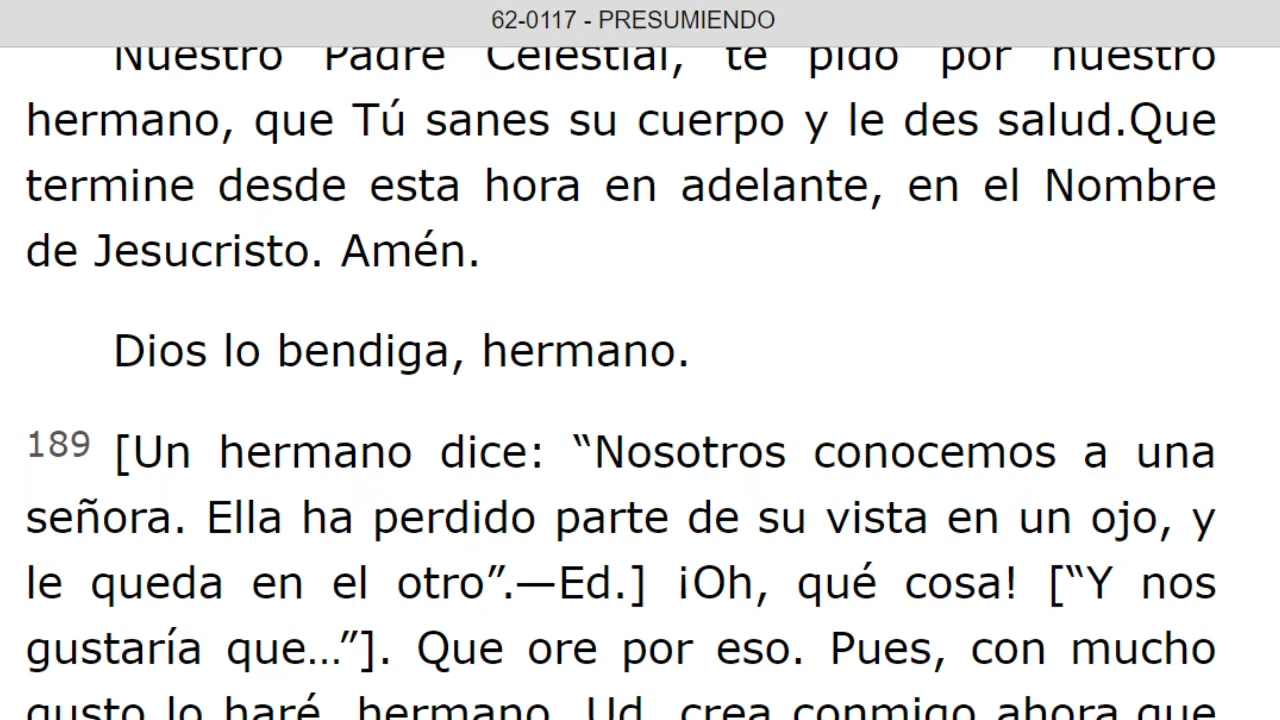 62-0117 - PRESUMIENDO
Nuestro Padre Celestial, te pido por nuestro
hermano, que Tú sanes su cuerpo y le des salud.Que
termine desde esta hora en adelante, en el Nombre
de Jesucristo. Amén.
Dios lo bendiga, hermano.
189 [Un hermano dice: “Nosotros conocemos a una
señora. Ella ha perdido parte de su vista en un ojo, y
le queda en el otro”.—Ed.] ¡Oh, qué cosa! [“Y nos
gustaría que…”]. Que ore por eso. Pues, con mucho
gusto lo haré, hermano. Ud. crea conmigo ahora que